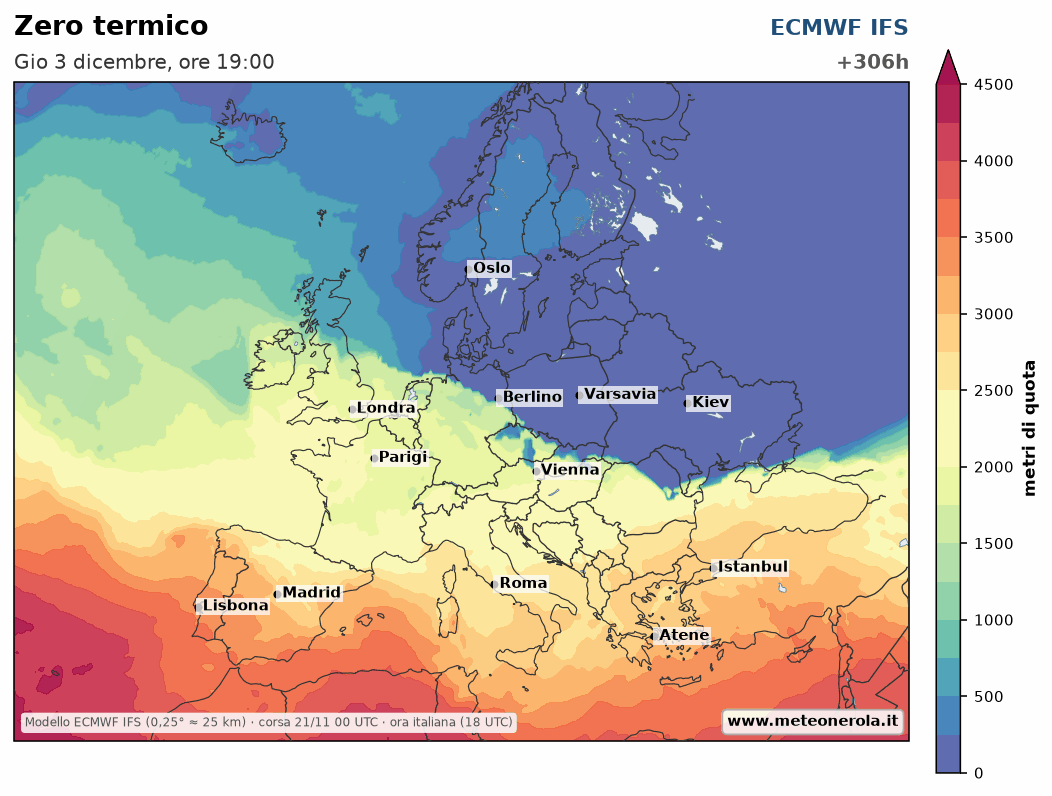 Zero termico
ECMWF IFS
Gio 3 dicembre, ore 19:00
+306h
4500
4000
3500
3000
2500
2000
1500
1000
500
0
metri di quota
Oslo
Berlino
Varsavia
Kiev
Londra
Parigi
Vienna
Istanbul
Roma
Madrid
Lisbona
Atene
Modello ECMWF IFS (0,25° ≈ 25 km) · corsa 21/11 00 UTC · ora italiana (18 UTC)
www.meteonerola.it